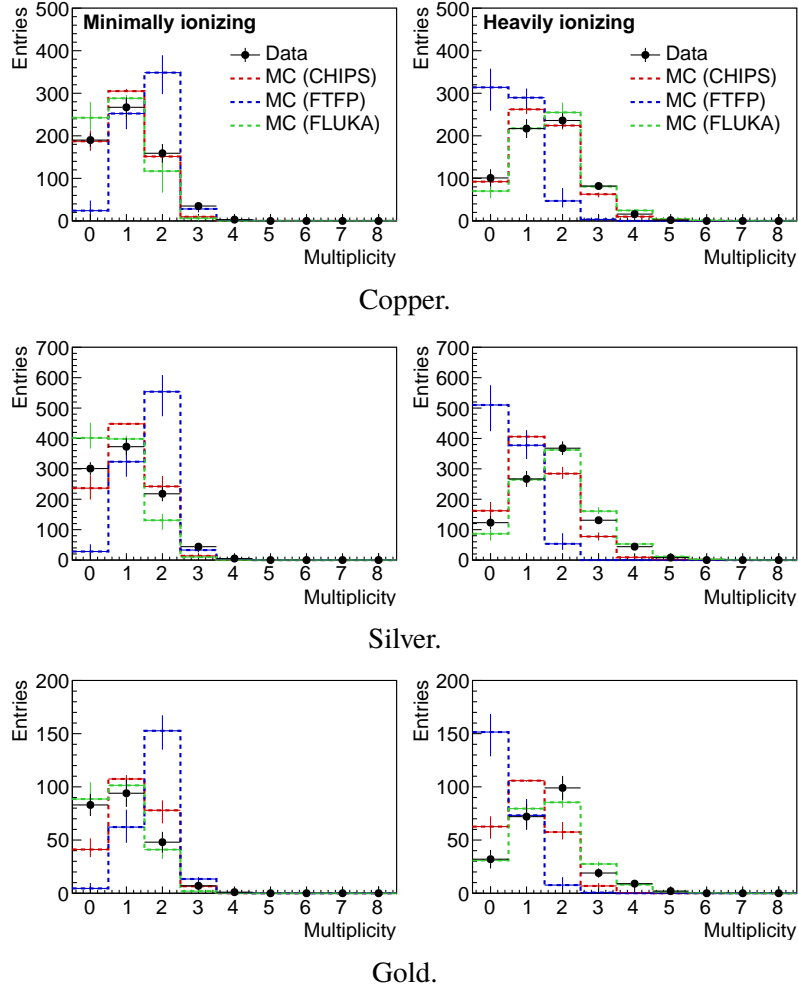 Minimally ionizing
Data
MC (CHIPS)
MC (FTFP)
MC (FLUKA)
Entries
500
400
300
200
100
0
0 1 2 3 4 5 6 7 8
Multiplicity
Heavily ionizing
Data
MC (CHIPS)
MC (FTFP)
MC (FLUKA)
Entries
500
400
300
200
100
0
0 1 2 3 4 5 6 7 8
Multiplicity
Copper.
Entries
700
600
500
400
300
200
100
0
0 1 2 3 4 5 6 7 8
Multiplicity
Entries
700
600
500
400
300
200
100
0
0 1 2 3 4 5 6 7 8
Multiplicity
Silver.
Entries
200
150
100
50
0
0 1 2 3 4 5 6 7 8
Multiplicity
Entries
200
150
100
50
0
0 1 2 3 4 5 6 7 8
Multiplicity
Gold.